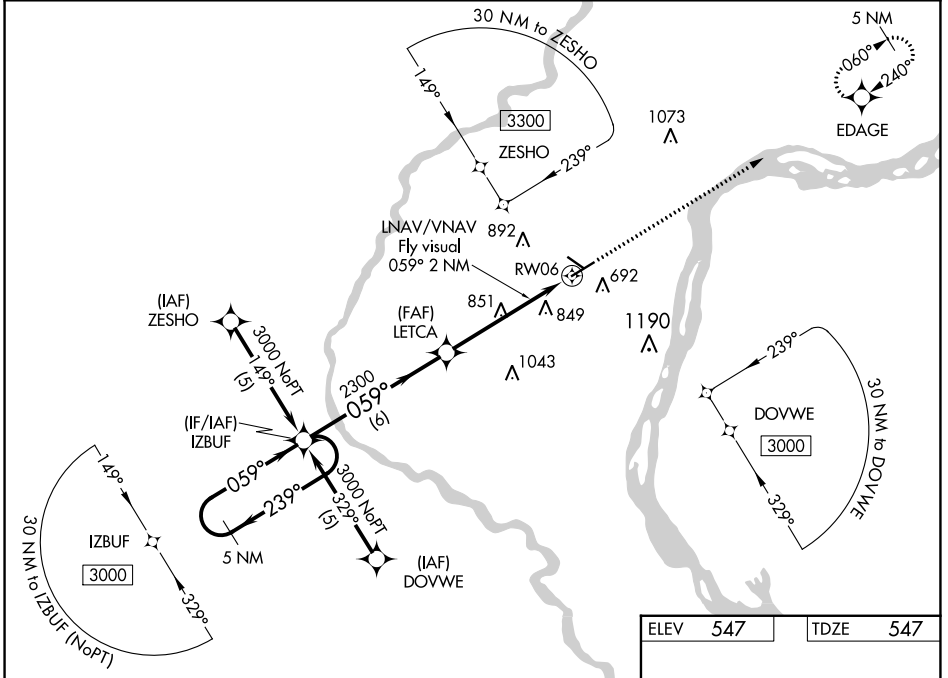 30 NM to ZESHO
149°
3300
ZESHO
239°
1073
5 NM
060°
240°
EDAGE
LNAV/VNAV
Fly visual
059° 2 NM
892
RW06
692
851
849
1190
1043
(IAF)
ZESHO
3000 NoPT
149°
(5)
(FAF)
LETCA
2300
059°
(6)
(IF/IAF)
IZBUF
059°
239°
5 NM
3000 NoPT
329°
(5)
(IAF)
DOVWE
149°
IZBUF
3000
329°
30 NM to IZBUF (NoPT)
239°
DOVWE
3000
329°
30 NM to DOVWE
ELEV 547
TDZE 547